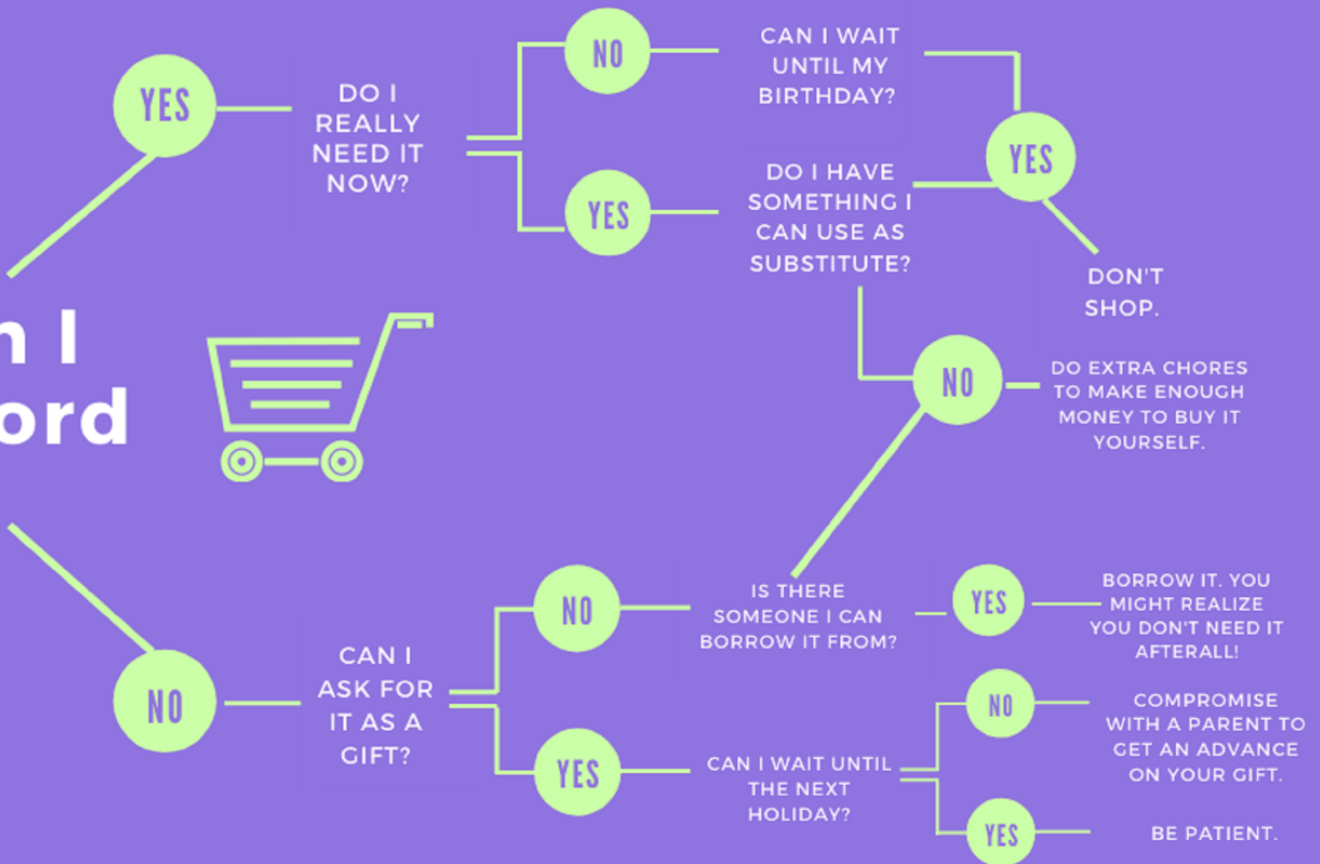 YES
DO I
REALLY
NEED IT
NOW?
NO
CAN I WAIT
UNTIL MY
BIRTHDAY?
YES
DO I HAVE
SOMETHING I
CAN USE AS
SUBSTITUTE?
YES
DON'T
SHOP.
n I
ord
NO
DO EXTRA CHORES
TO MAKE ENOUGH
MONEY TO BUY IT
YOURSELF.
NO
CAN I
ASK FOR
IT AS A
GIFT?
NO
IS THERE
SOMEONE I CAN
BORROW IT FROM?
YES
BORROW IT. YOU
MIGHT REALIZE
YOU DON'T NEED IT
AFTERALL!
YES
CAN I WAIT UNTIL
THE NEXT
HOLIDAY?
NO
COMPROMISE
WITH A PARENT TO
GET AN ADVANCE
ON YOUR GIFT.
YES
BE PATIENT.